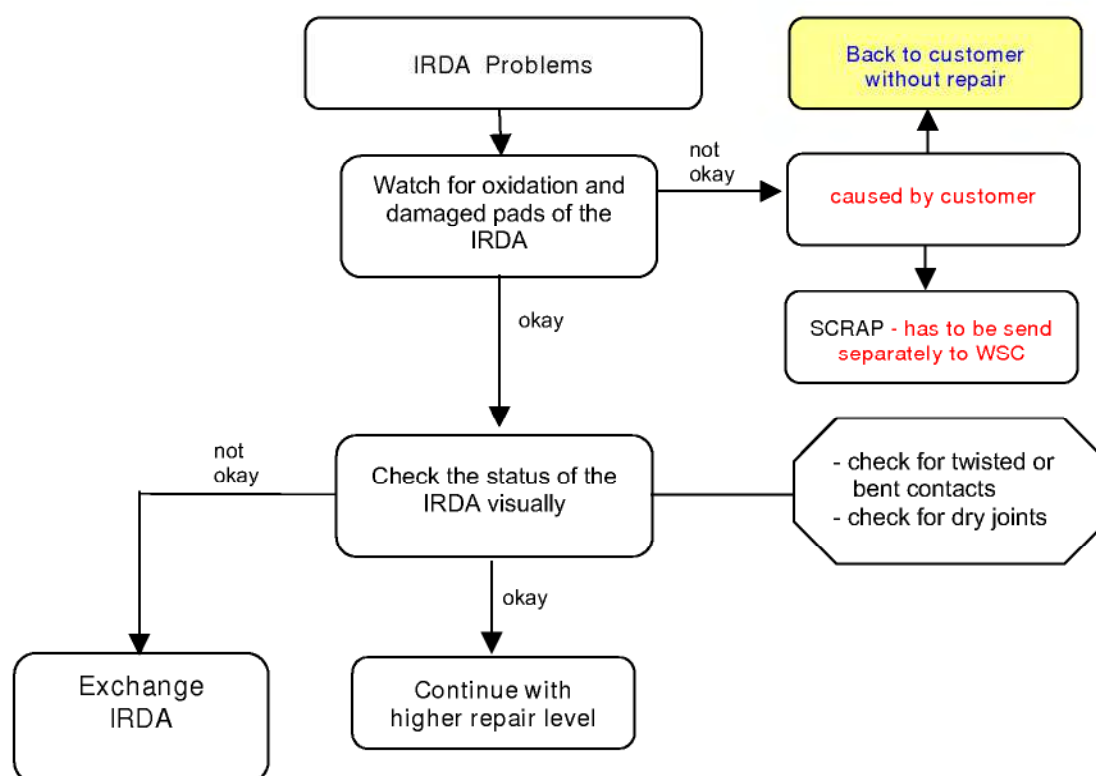 IRDA Problems
Back to customer
without repair
not
okay
Watch for oxidation and
damaged pads of the
IRDA
caused by customer
okay
SCRAP - has to be send
separately to WSC
not
okay
Check the status of the
IRDA visually
- check for twisted or
bent contacts
- check for dry joints
okay
Exchange
IRDA
Continue with
higher repair level